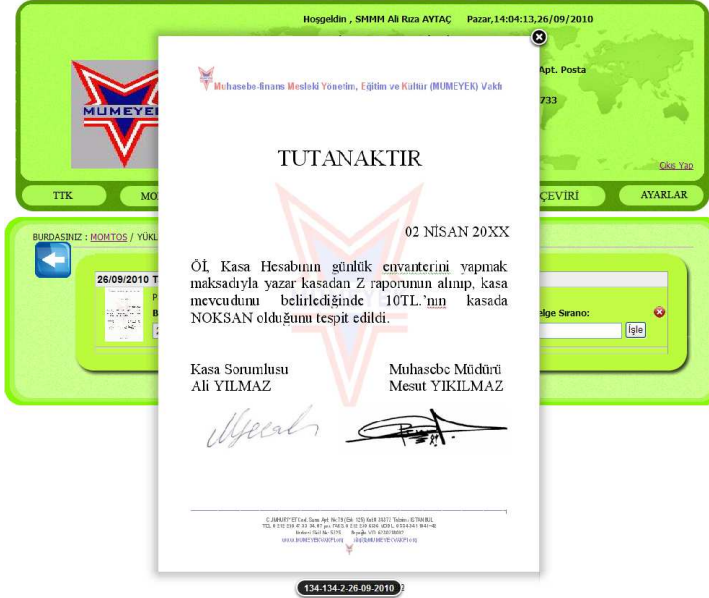 Hoşgeldin , SMMM Ali Rıza AYTAÇ Pazar,14:04:13,26/09/2010
Apt. Posta
733
MUMEYE
Çıkış Yap
TTK
MO
ÇEVİRİ
AYARLAR
BURDASINIZ : MOMTOS / YÜKL
26/09/2010 T
elge Sırano:
İşle
Muhasebe-finans Mesleki Yönetim, Eğitim ve Kültür (MUMEYEK) Vakfı
TUTANAKTIR
02 NİSAN 20XX
Öİ, Kasa Hesabının günlük envanterini yapmak
maksadıyla yazar kasadan Z raporunun alınıp, kasa
mevcudunu belirlediğinde 10TL.’nın kasada
NOKSAN olduğunu tespit edildi.
Kasa Sorumlusu Muhasebe Müdürü
Ali YILMAZ Mesut YIKILMAZ
134-134-2-26-09-2010